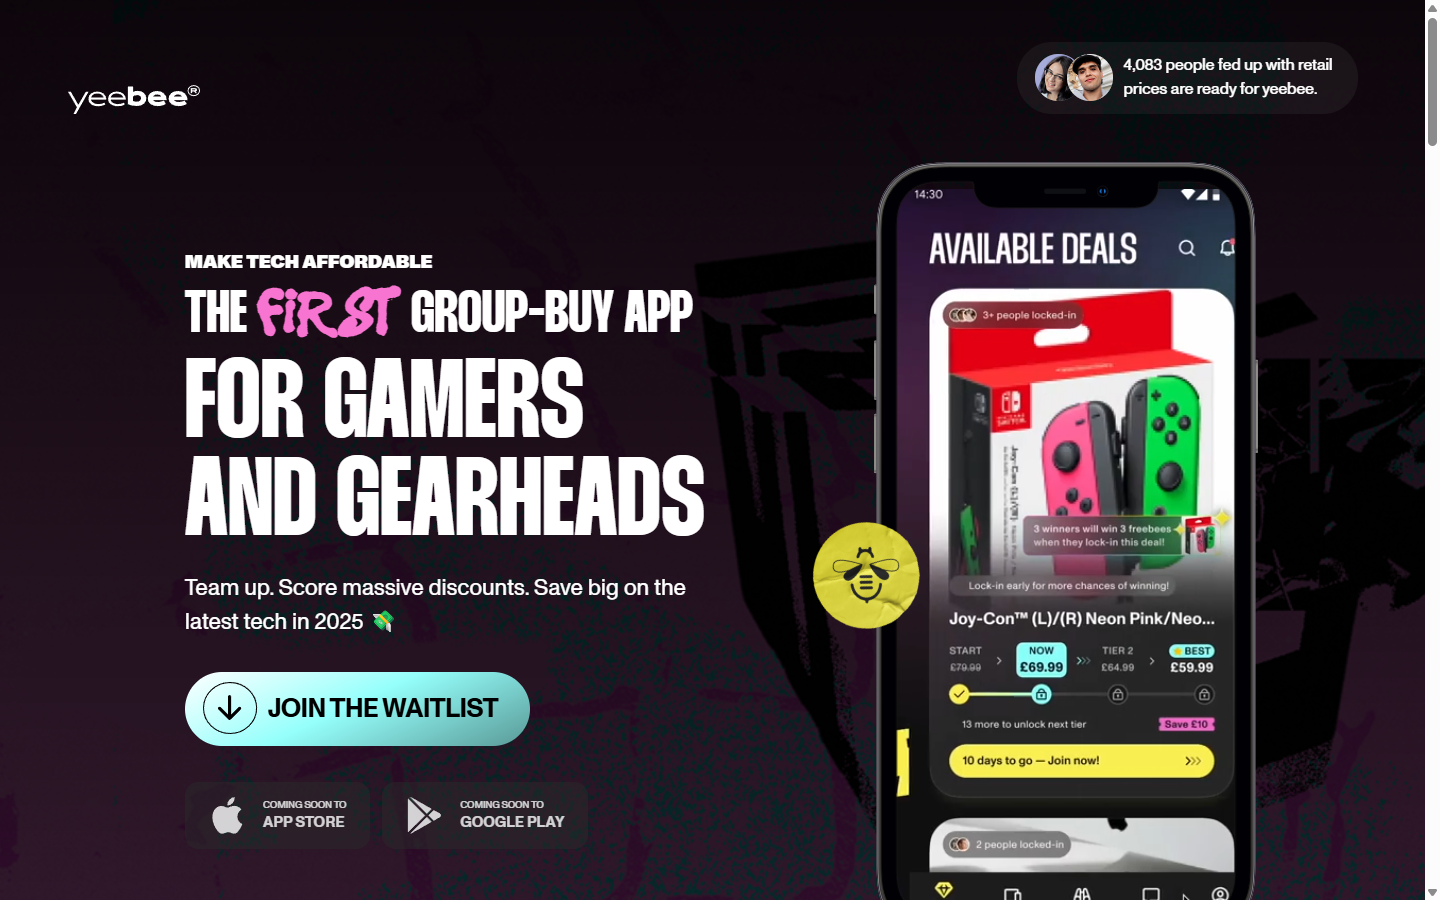 yeebee®
4,083 people fed up with retail
prices are ready for yeebee.
MAKE TECH AFFORDABLE
THE FiRST GROUP-BUY APP
FOR GAMERS
AND GEARHEADS
Team up. Score massive discounts. Save big on the
latest tech in 2025 💸
JOIN THE WAITLIST
COMING SOON TO
APP STORE
COMING SOON TO
GOOGLE PLAY
14:30
AVAILABLE DEALS
3+ people locked-in
SWITCH
Joy-Con (L)/(R)
3 winners will win 3 freebees
when they lock-in this deal!
Lock-in early for more chances of winning!
Joy-Con™ (L)/(R) Neon Pink/Neo...
START
£79.99
NOW
£69.99
TIER 2
£64.99
BEST
£59.99
13 more to unlock next tier
Save £10
10 days to go — Join now!
2 people locked-in